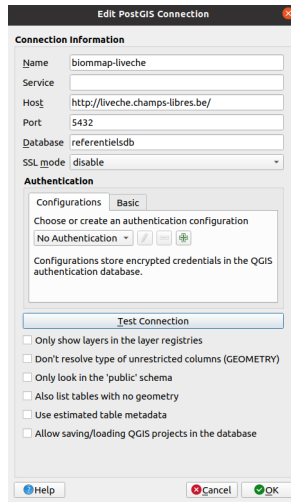 Edit PostGIS Connection
Connection Information
Name biommap-liveche
Service
Host http://liveche.champs-libres.be/
Port 5432
Database referentielsdb
SSL mode disable
Authentication
Configurations Basic
Choose or create an authentication configuration
No Authentication
Configurations store encrypted credentials in the QGIS
authentication database.
Test Connection
Only show layers in the layer registries
Don't resolve type of unrestricted columns (GEOMETRY)
Only look in the 'public' schema
Also list tables with no geometry
Use estimated table metadata
Allow saving/loading QGIS projects in the database
Help Cancel OK